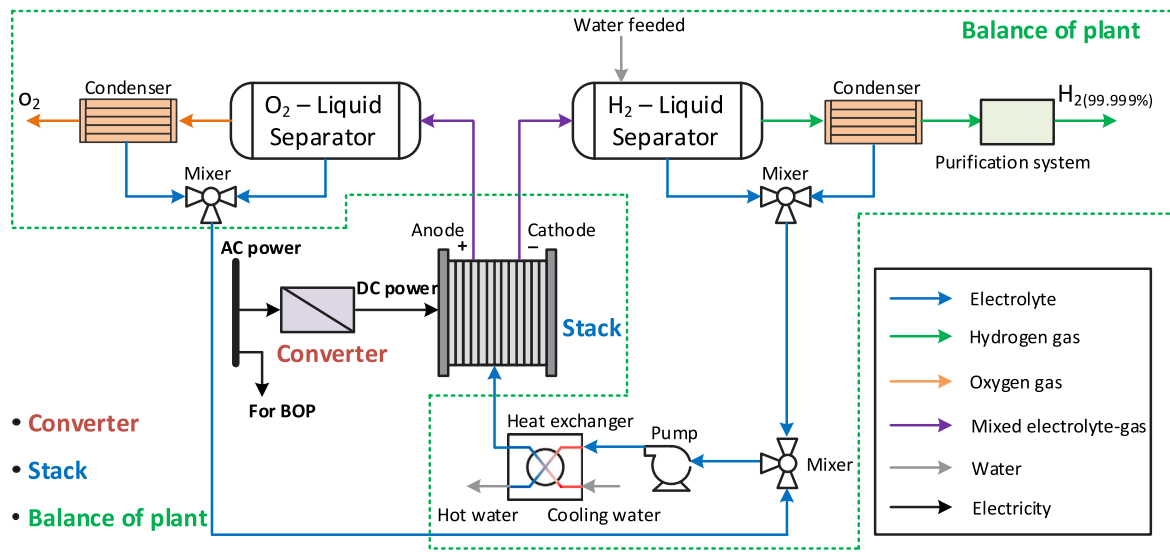 Water feeded
Balance of plant
Condenser
O₂
O₂ – Liquid
Separator
H₂ – Liquid
Separator
Condenser
H₂(99.999%)
Purification system
Mixer
Mixer
Anode
+
Cathode
–
AC power
DC power
Stack
Converter
For BOP
Electrolyte
Hydrogen gas
Oxygen gas
Mixed electrolyte-gas
Water
Electricity
Heat exchanger
Pump
Mixer
Hot water
Cooling water
• Converter
• Stack
• Balance of plant